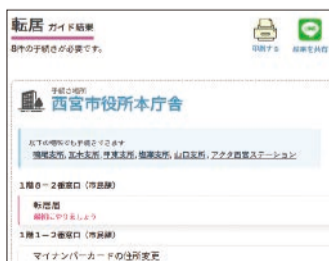 転居 ガイド結果
8件の手続きが必要です。
印刷する
結果を共有
手続き場所
西宮市役所本庁舎
以下の場所でも手続きできます
鳴尾支所, 瓦木支所, 甲東支所, 塩瀬支所, 山口支所, アクタ西宮ステーション
1階8－2番窓口（市民課）
転居届
最初にやりましょう
1階1－2番窓口（市民課）
マイナンバーカードの住所変更